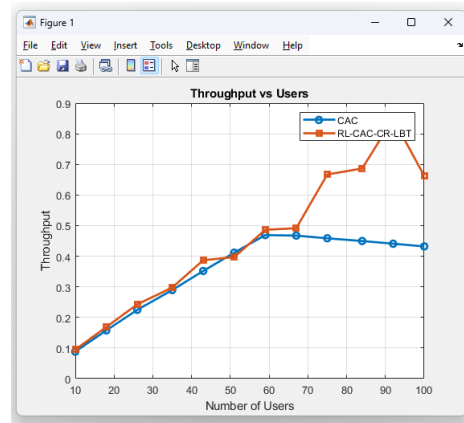 Figure 1
File Edit View Insert Tools Desktop Window Help
Throughput vs Users
CAC
RL-CAC-CR-LBT
0.9
0.8
0.7
0.6
0.5
0.4
0.3
0.2
0.1
0
Throughput
10 20 30 40 50 60 70 80 90 100
Number of Users